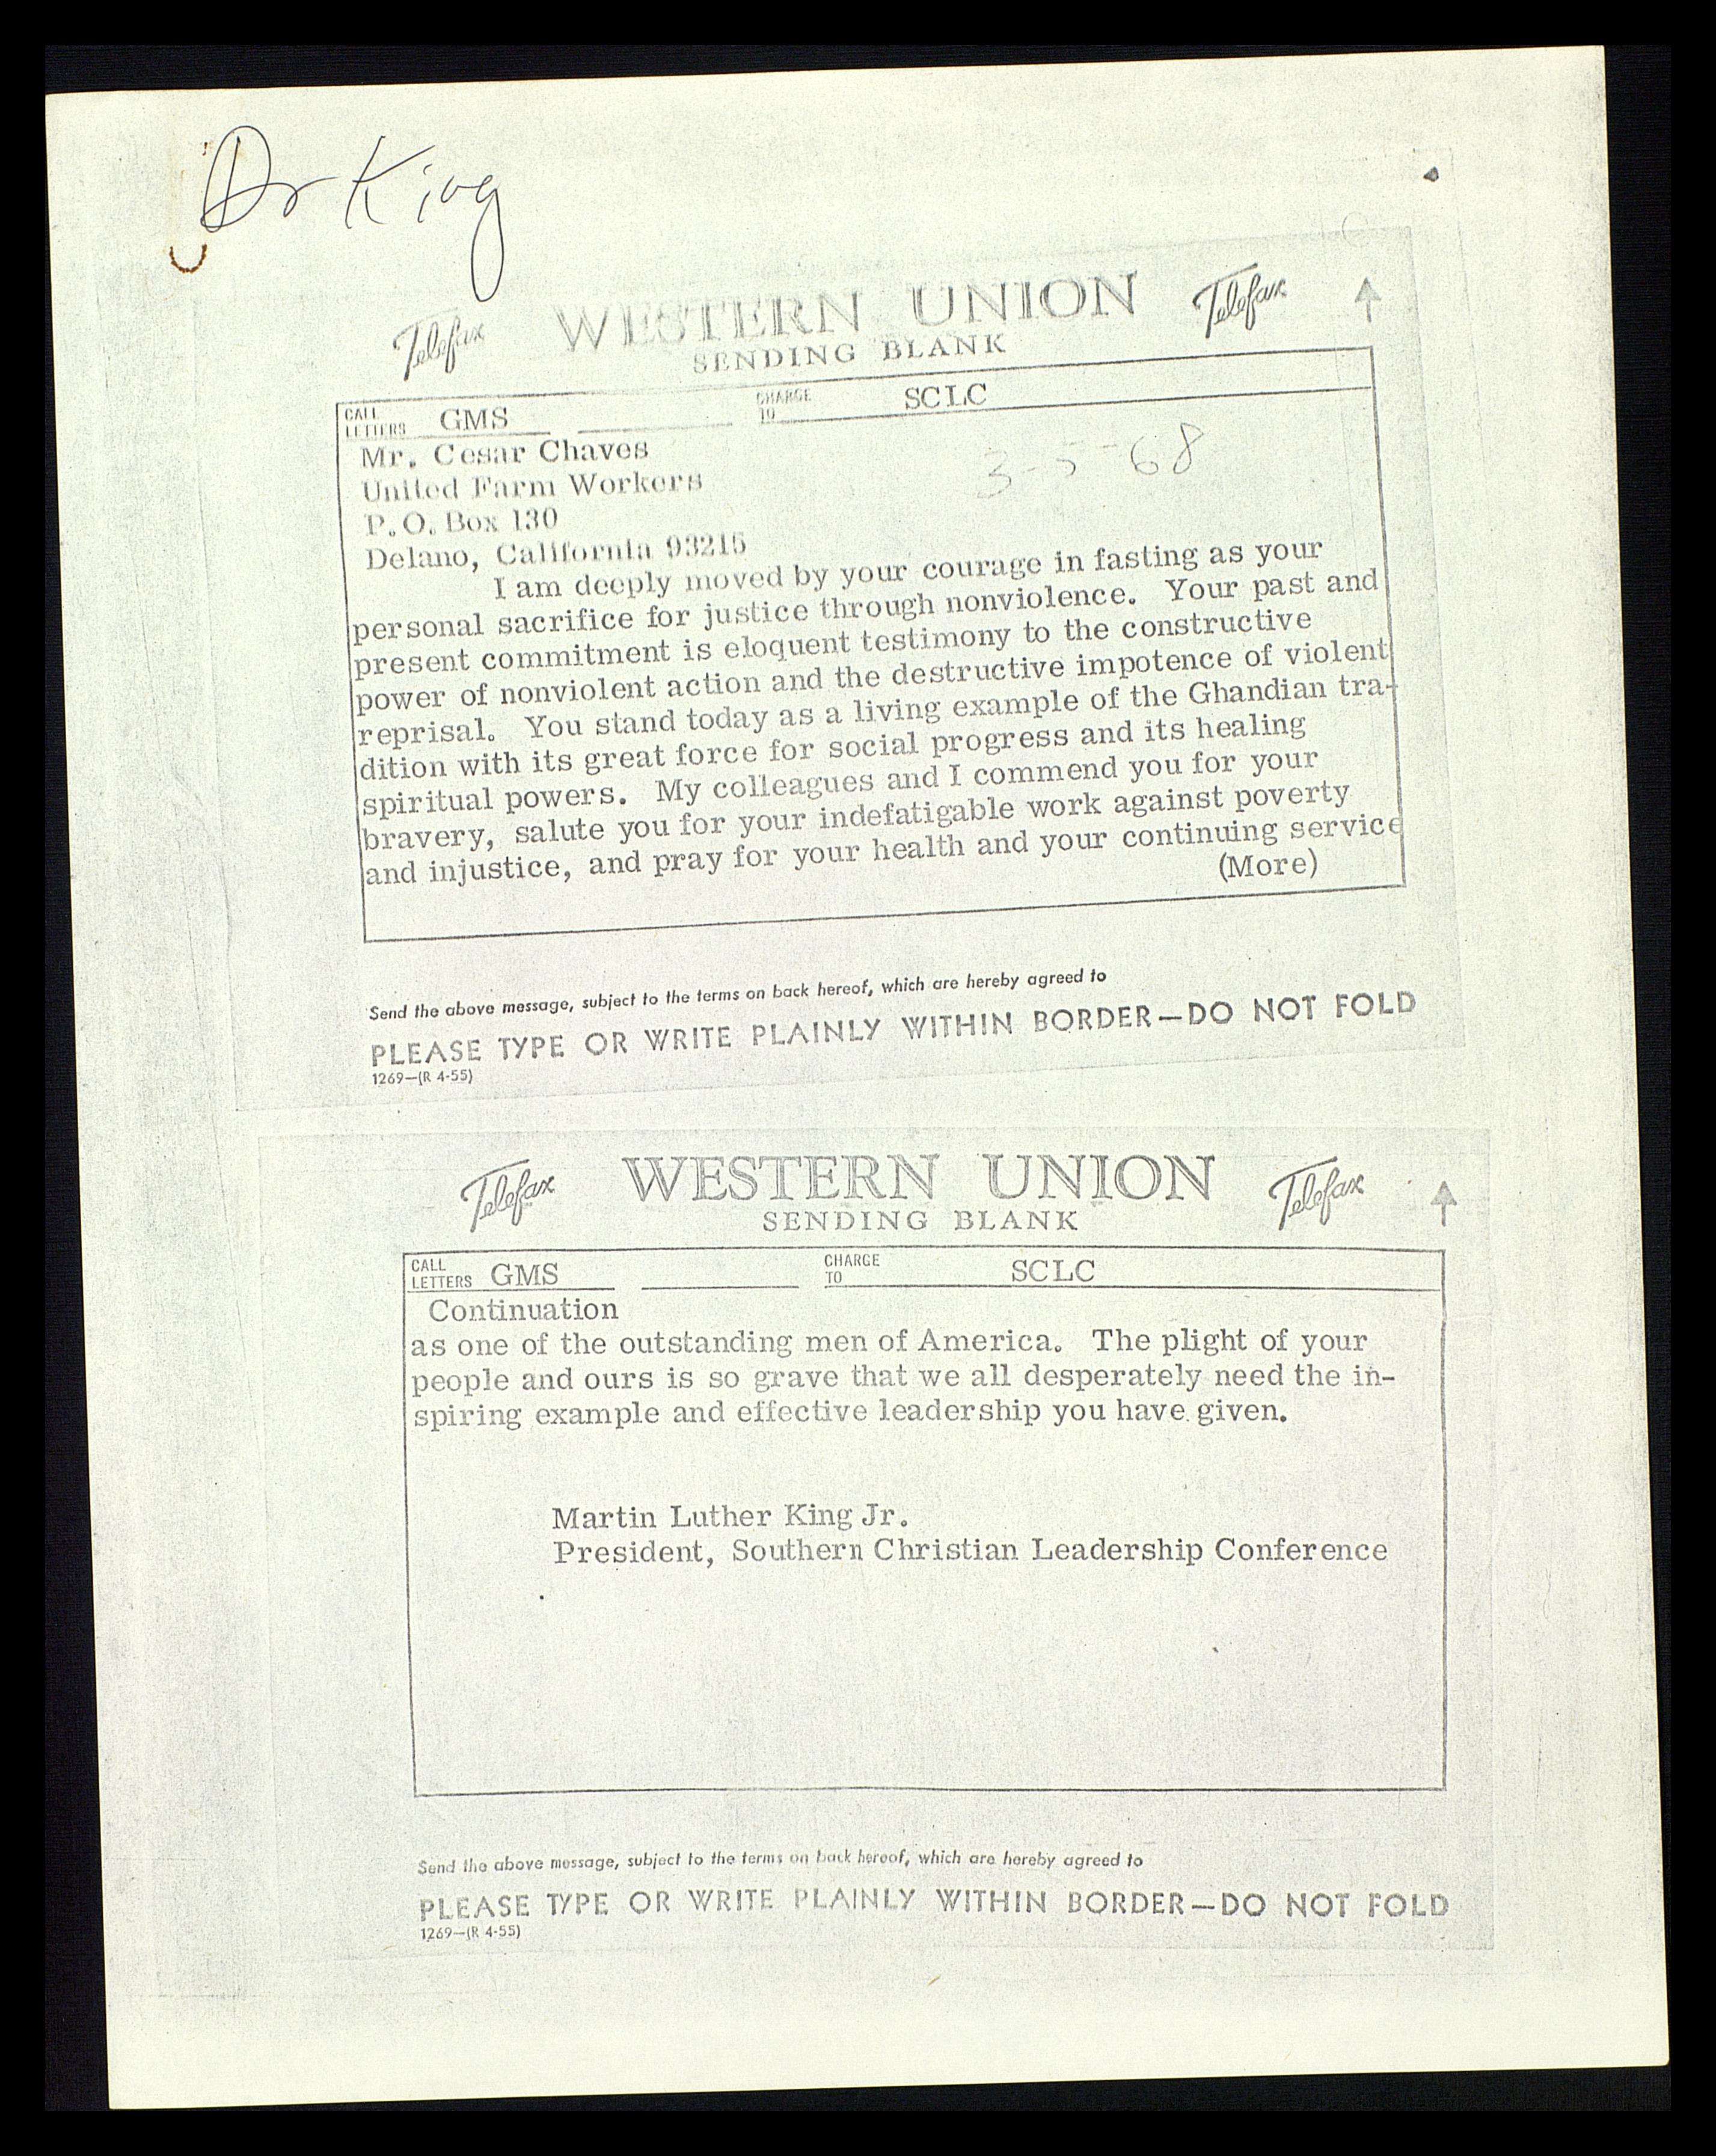 Dr King
Telefax WESTERN UNION Telefax
SENDING BLANK
CALL LETTERS GMS CHARGE TO SCLC
Mr. Cesar Chaves
3-5-68
United Farm Workers
P.O. Box 130
Delano, California 93215
I am deeply moved by your courage in fasting as your
personal sacrifice for justice through nonviolence. Your past and
present commitment is eloquent testimony to the constructive
power of nonviolent action and the destructive impotence of violent
reprisal. You stand today as a living example of the Ghandian tra-
dition with its great force for social progress and its healing
spiritual powers. My colleagues and I commend you for your
bravery, salute you for your indefatigable work against poverty
and injustice, and pray for your health and your continuing service
(More)
Send the above message, subject to the terms on back hereof, which are hereby agreed to
PLEASE TYPE OR WRITE PLAINLY WITHIN BORDER—DO NOT FOLD
1269—(R 4-55)
Telefax WESTERN UNION Telefax
SENDING BLANK
CALL LETTERS GMS CHARGE TO SCLC
Continuation
as one of the outstanding men of America. The plight of your
people and ours is so grave that we all desperately need the in-
spiring example and effective leadership you have given.
Martin Luther King Jr.
President, Southern Christian Leadership Conference
Send the above message, subject to the terms on back hereof, which are hereby agreed to
PLEASE TYPE OR WRITE PLAINLY WITHIN BORDER—DO NOT FOLD
1269—(R 4-55)